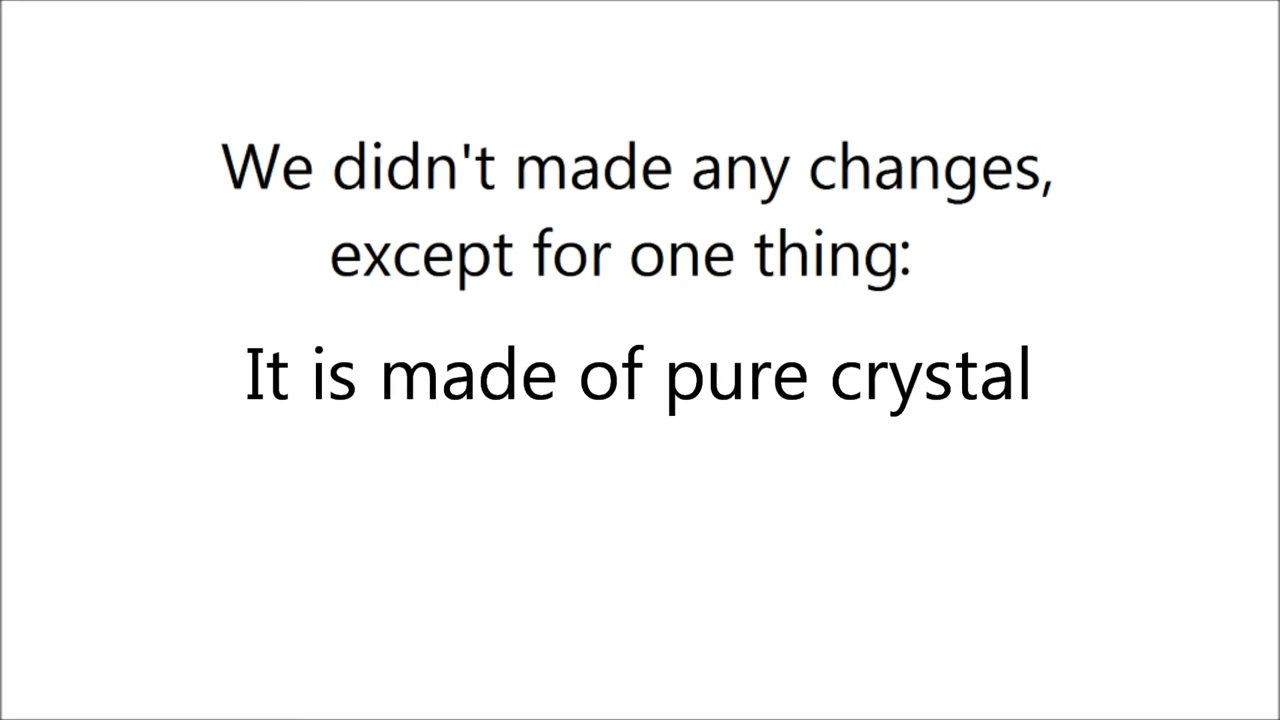 We didn't made any changes,
except for one thing:
It is made of pure crystal